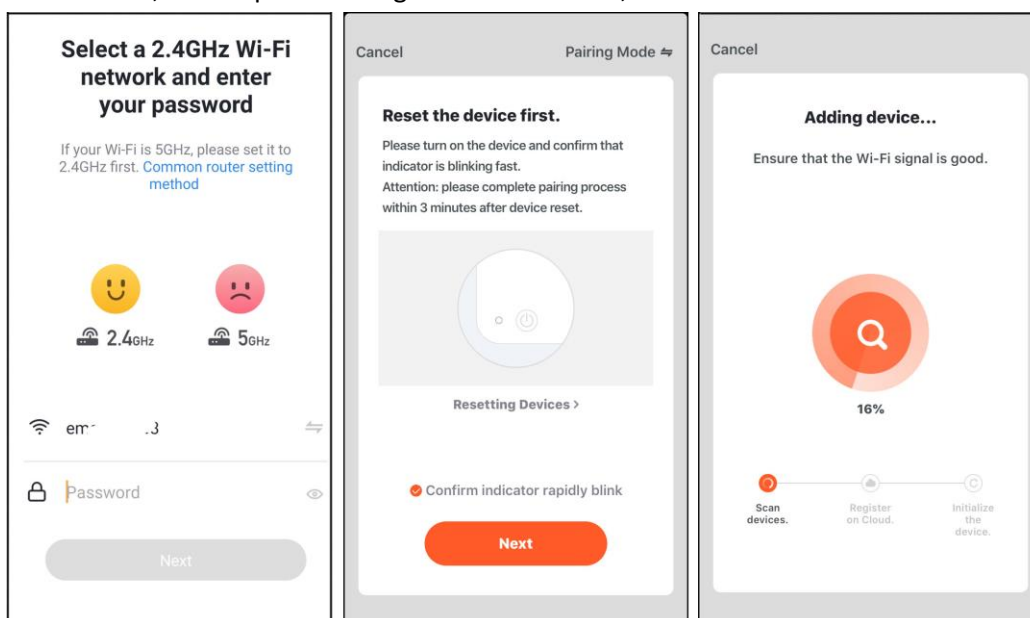 Select a 2.4GHz Wi-Fi
network and enter
your password
If your Wi-Fi is 5GHz, please set it to
2.4GHz first. Common router setting
method
2.4GHz
5GHz
Password
Next
Cancel
Pairing Mode
Reset the device first.
Please turn on the device and confirm that
indicator is blinking fast.
Attention: please complete pairing process
within 3 minutes after device reset.
Resetting Devices >
Confirm indicator rapidly blink
Next
Cancel
Adding device...
Ensure that the Wi-Fi signal is good.
16%
Scan
devices.
Register
on Cloud.
Initialize
the
device.